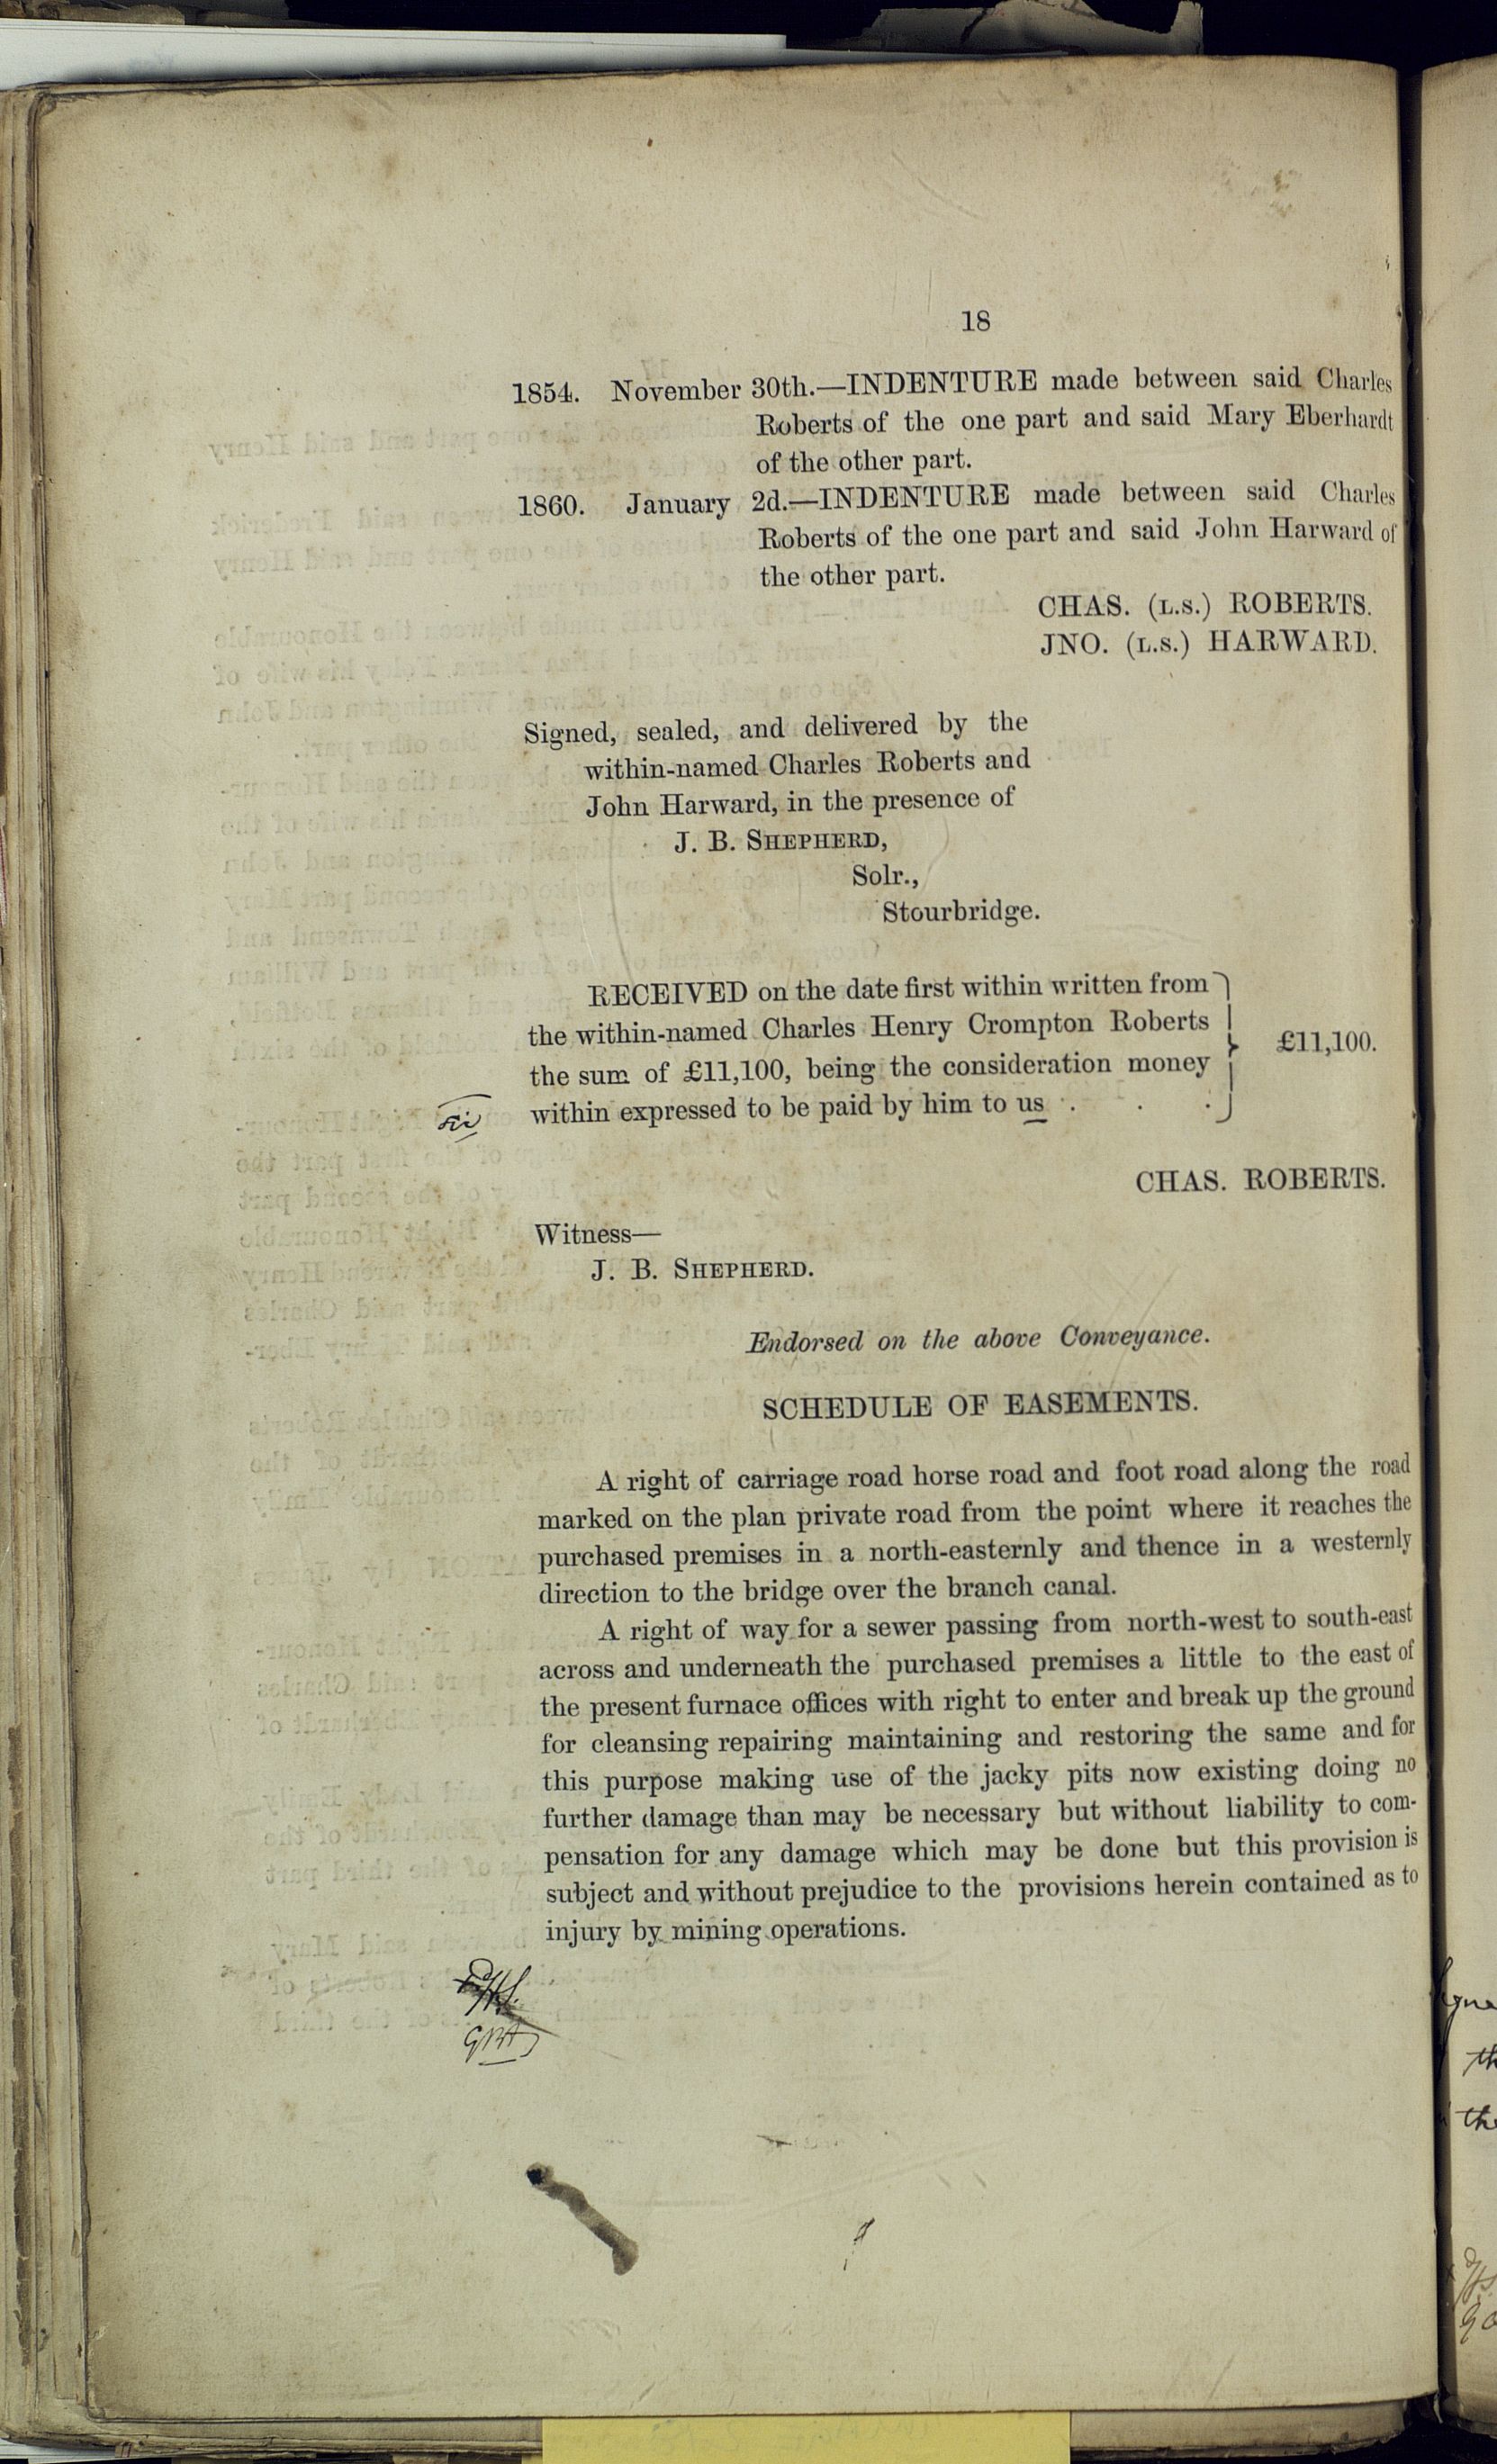 18
1854. November 30th.—INDENTURE made between said Charles
Roberts of the one part and said Mary Eberhardt
of the other part.
1860. January 2d.—INDENTURE made between said Charles
Roberts of the one part and said John Harward of
the other part.
CHAS. (L.S.) ROBERTS.
JNO. (L.S.) HARWARD.
Signed, sealed, and delivered by the
within-named Charles Roberts and
John Harward, in the presence of
J. B. SHEPHERD,
Solr.,
Stourbridge.
RECEIVED on the date first within written from
the within-named Charles Henry Crompton Roberts
the sum of £11,100, being the consideration money
within expressed to be paid by him to us . . .
£11,100.
CHAS. ROBERTS.
Witness—
J. B. SHEPHERD.
Endorsed on the above Conveyance.
SCHEDULE OF EASEMENTS.
A right of carriage road horse road and foot road along the road
marked on the plan private road from the point where it reaches the
purchased premises in a north-easternly and thence in a westernly
direction to the bridge over the branch canal.
A right of way for a sewer passing from north-west to south-east
across and underneath the purchased premises a little to the east of
the present furnace offices with right to enter and break up the ground
for cleansing repairing maintaining and restoring the same and for
this purpose making use of the jacky pits now existing doing no
further damage than may be necessary but without liability to com-
pensation for any damage which may be done but this provision is
subject and without prejudice to the provisions herein contained as to
injury by mining operations.